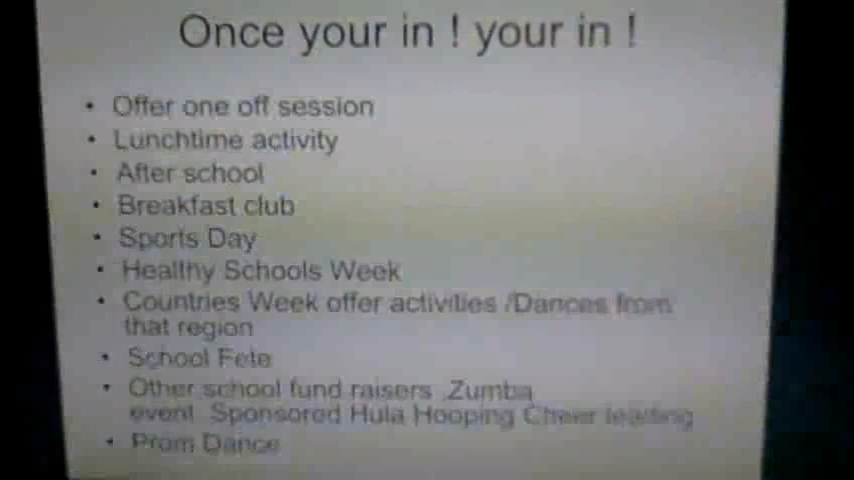 Once your in ! your in !
• Offer one off session
• Lunchtime activity
• After school
• Breakfast club
• Sports Day
• Healthy Schools Week
• Countries Week offer activities /Dances from
that region
• School Fete
• Other school fund raisers .Zumba
event Sponsored Hula Hooping Cheer leading
• Prom Dance